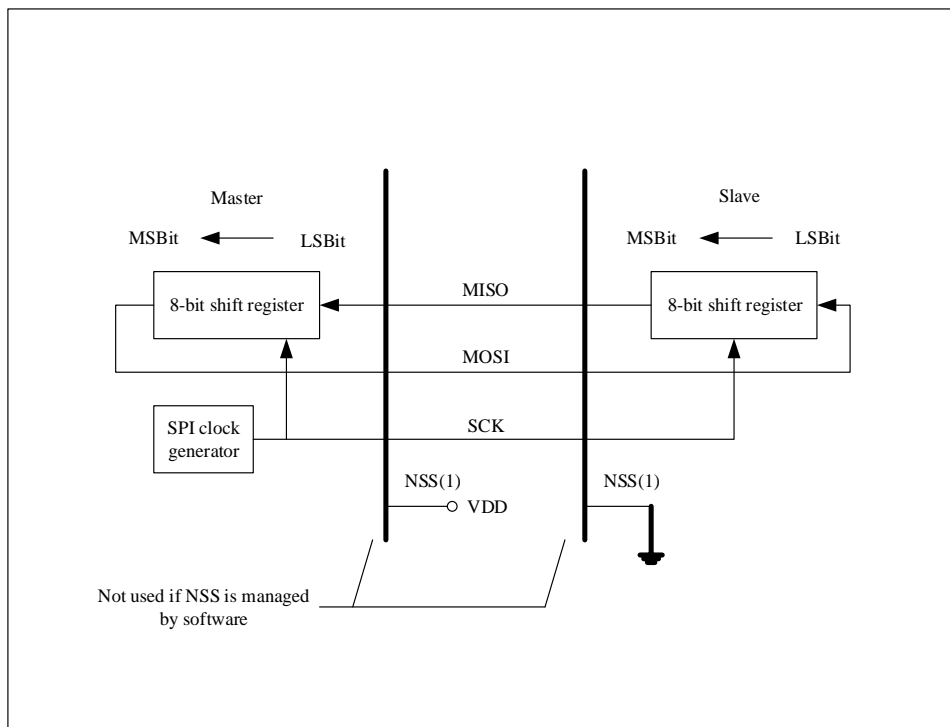 Master
Slave
MSBit
LSBit
MSBit
LSBit
8-bit shift register
MISO
8-bit shift register
MOSI
SPI clock
generator
SCK
NSS(1)
NSS(1)
VDD
Not used if NSS is managed
by software